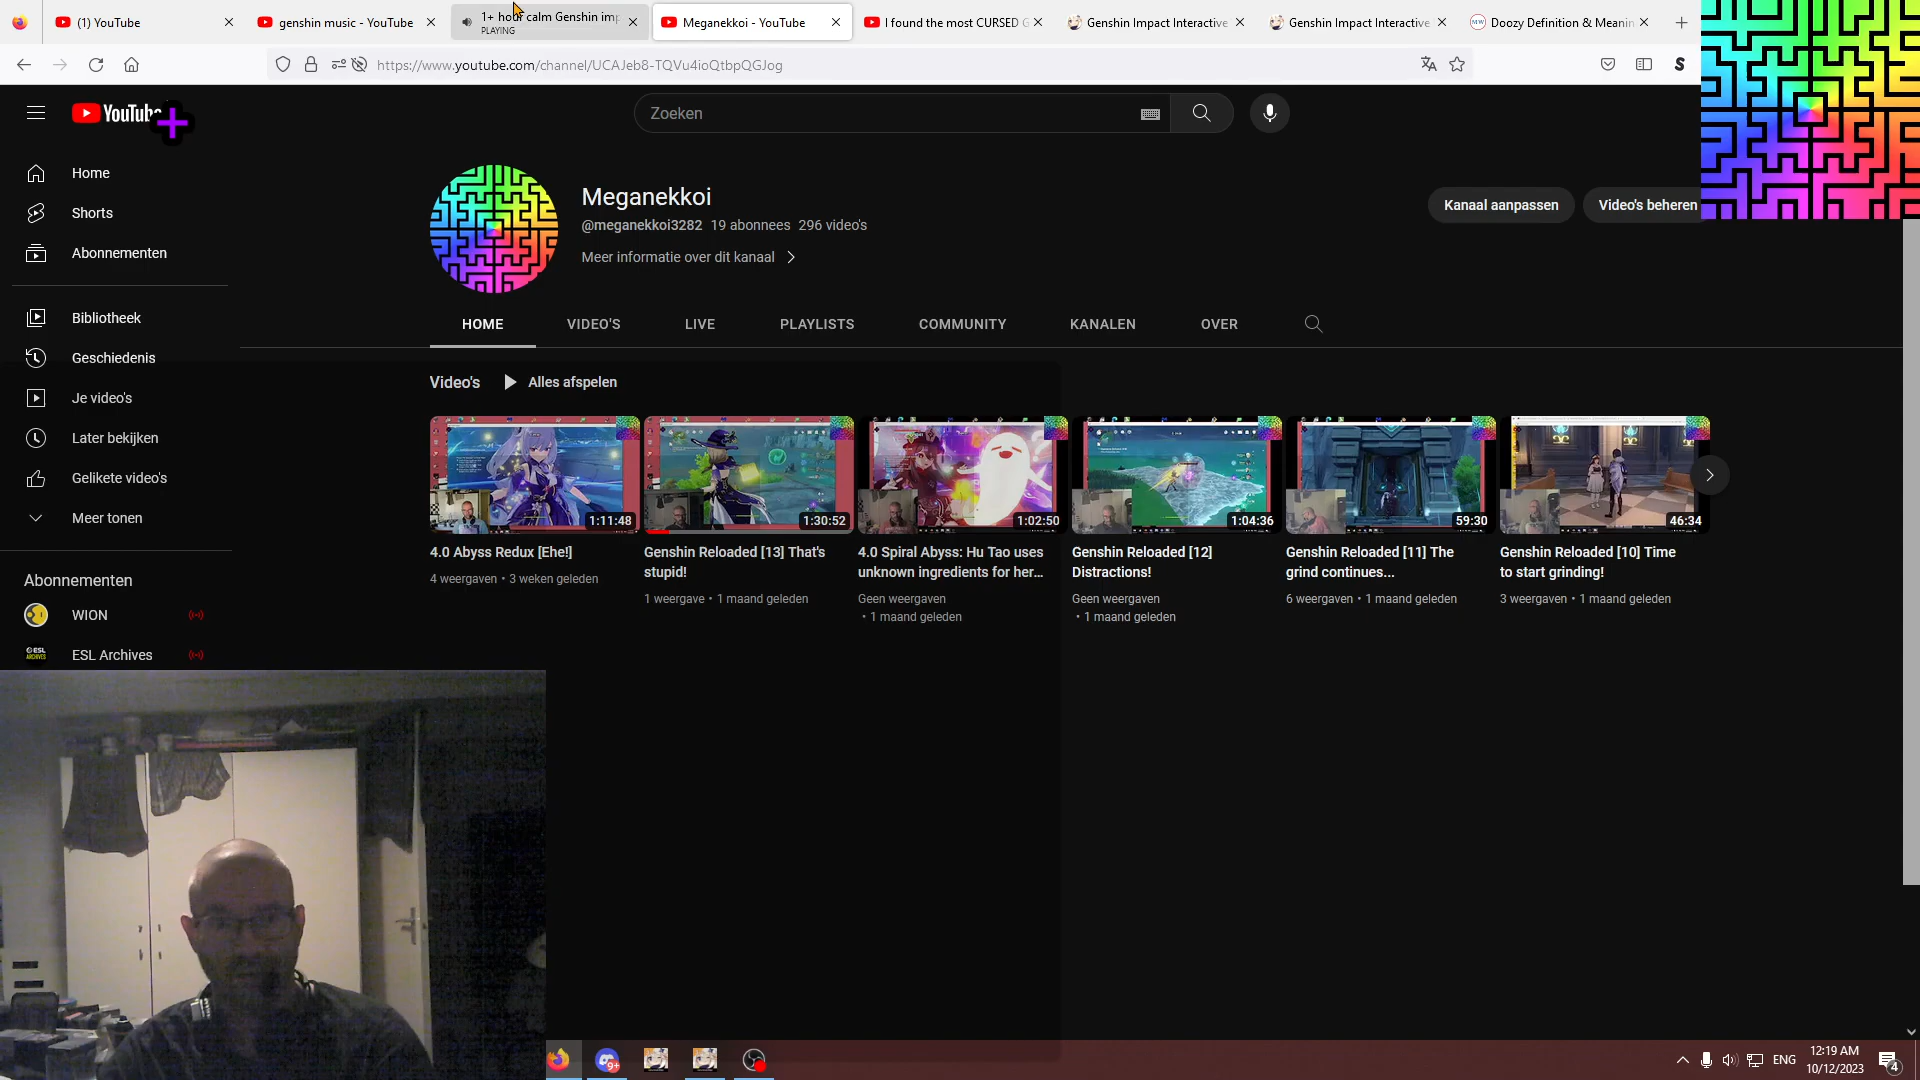 (1) YouTube
genshin music - YouTube
1+ hour calm Genshin imp
PLAYING
Meganekkoi - YouTube
I found the most CURSED G
Genshin Impact Interactive
Genshin Impact Interactive
Doozy Definition & Meanin
https://www.youtube.com/channel/UCAJeb8-TQVu4ioQtbpQGJog
YouTube
Zoeken
Home
Shorts
Abonnementen
Bibliotheek
Geschiedenis
Je video's
Later bekijken
Gelikete video's
Meer tonen
Abonnementen
WION
ESL Archives
Meganekkoi
@meganekkoi3282 19 abonnees 296 video's
Meer informatie over dit kanaal
Kanaal aanpassen
Video's beheren
HOME
VIDEO'S
LIVE
PLAYLISTS
COMMUNITY
KANALEN
OVER
Video's
Alles afspelen
1:11:48
4.0 Abyss Redux [Ehe!]
4 weergaven • 3 weken geleden
1:30:52
Genshin Reloaded [13] That's
stupid!
1 weergave • 1 maand geleden
1:02:50
4.0 Spiral Abyss: Hu Tao uses
unknown ingredients for her...
Geen weergaven
• 1 maand geleden
1:04:36
Genshin Reloaded [12]
Distractions!
Geen weergaven
• 1 maand geleden
59:30
Genshin Reloaded [11] The
grind continues...
6 weergaven • 1 maand geleden
46:34
Genshin Reloaded [10] Time
to start grinding!
3 weergaven • 1 maand geleden
9+
ENG
12:19 AM
10/12/2023
4